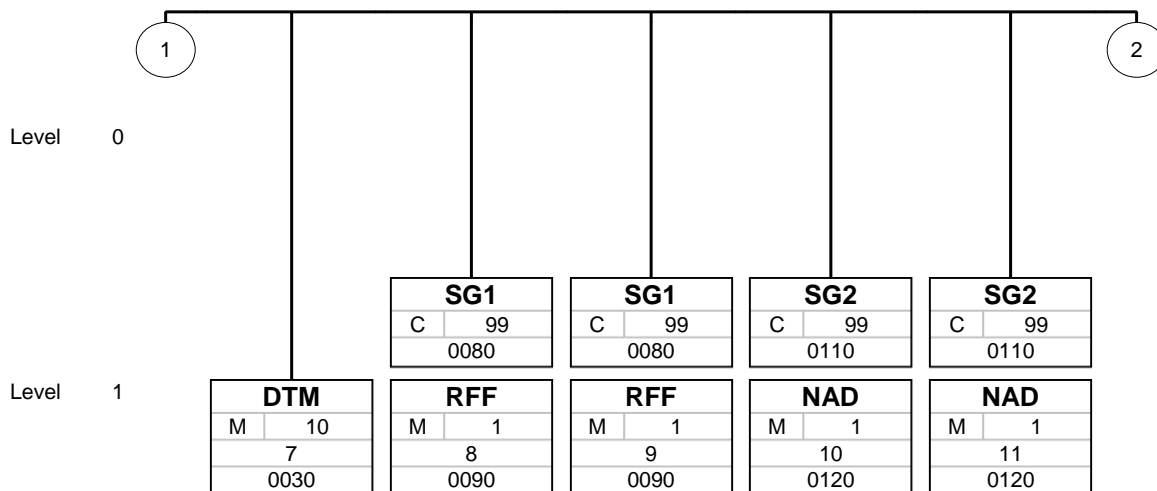 1 2
Level 0
SG1 SG1 SG2 SG2
C 99 C 99 C 99 C 99
0080 0080 0110 0110
Level 1
DTM RFF RFF NAD NAD
M 10 M 1 M 1 M 1 M 1
7 8 9 10 11
0030 0090 0090 0120 0120